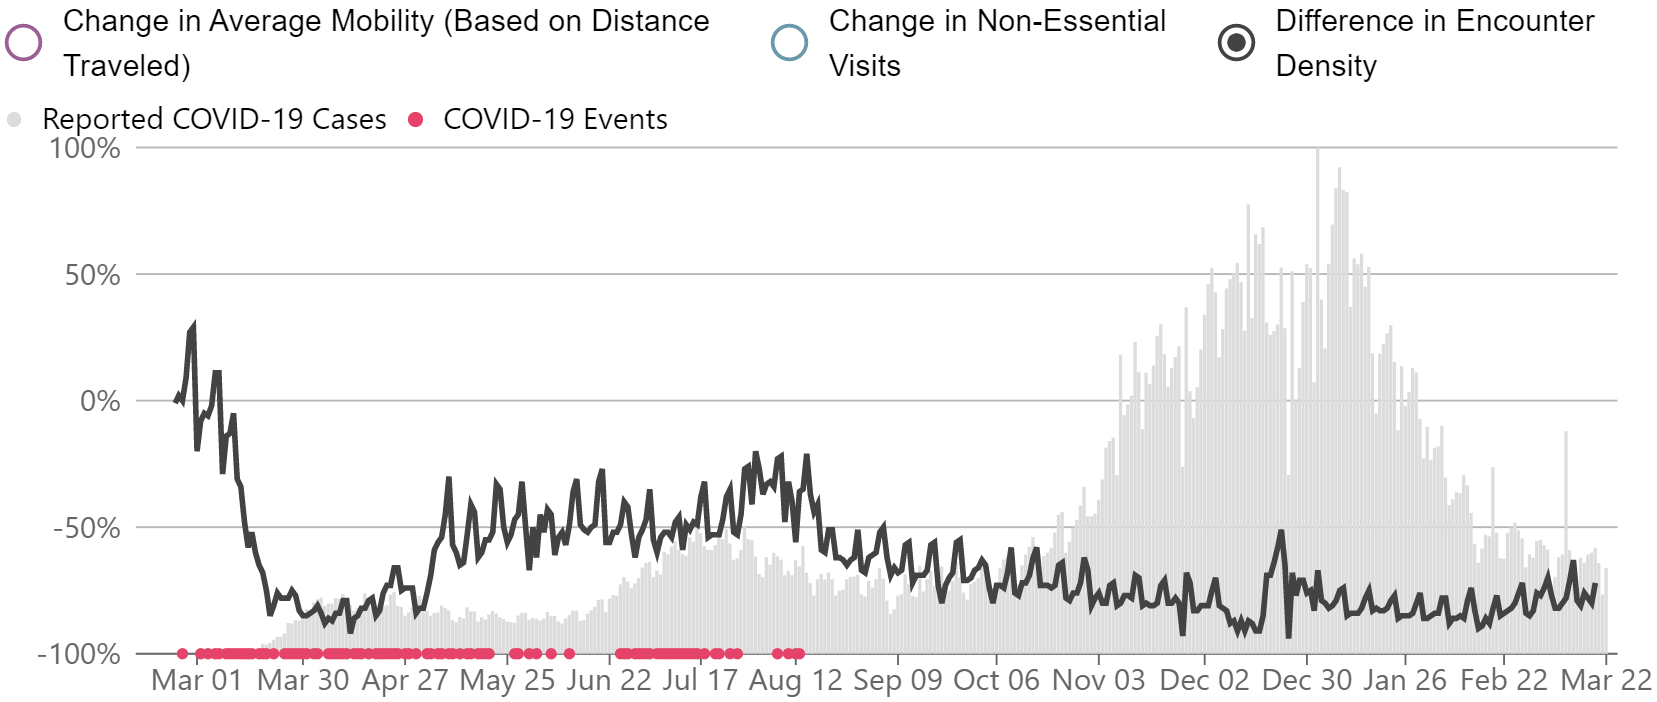 Change in Average Mobility (Based on Distance
Traveled)
Change in Non-Essential
Visits
Difference in Encounter
Density
Reported COVID-19 Cases
COVID-19 Events
100%
50%
0%
-50%
-100%
Mar 01
Mar 30
Apr 27
May 25
Jun 22
Jul 17
Aug 12
Sep 09
Oct 06
Nov 03
Dec 02
Dec 30
Jan 26
Feb 22
Mar 22